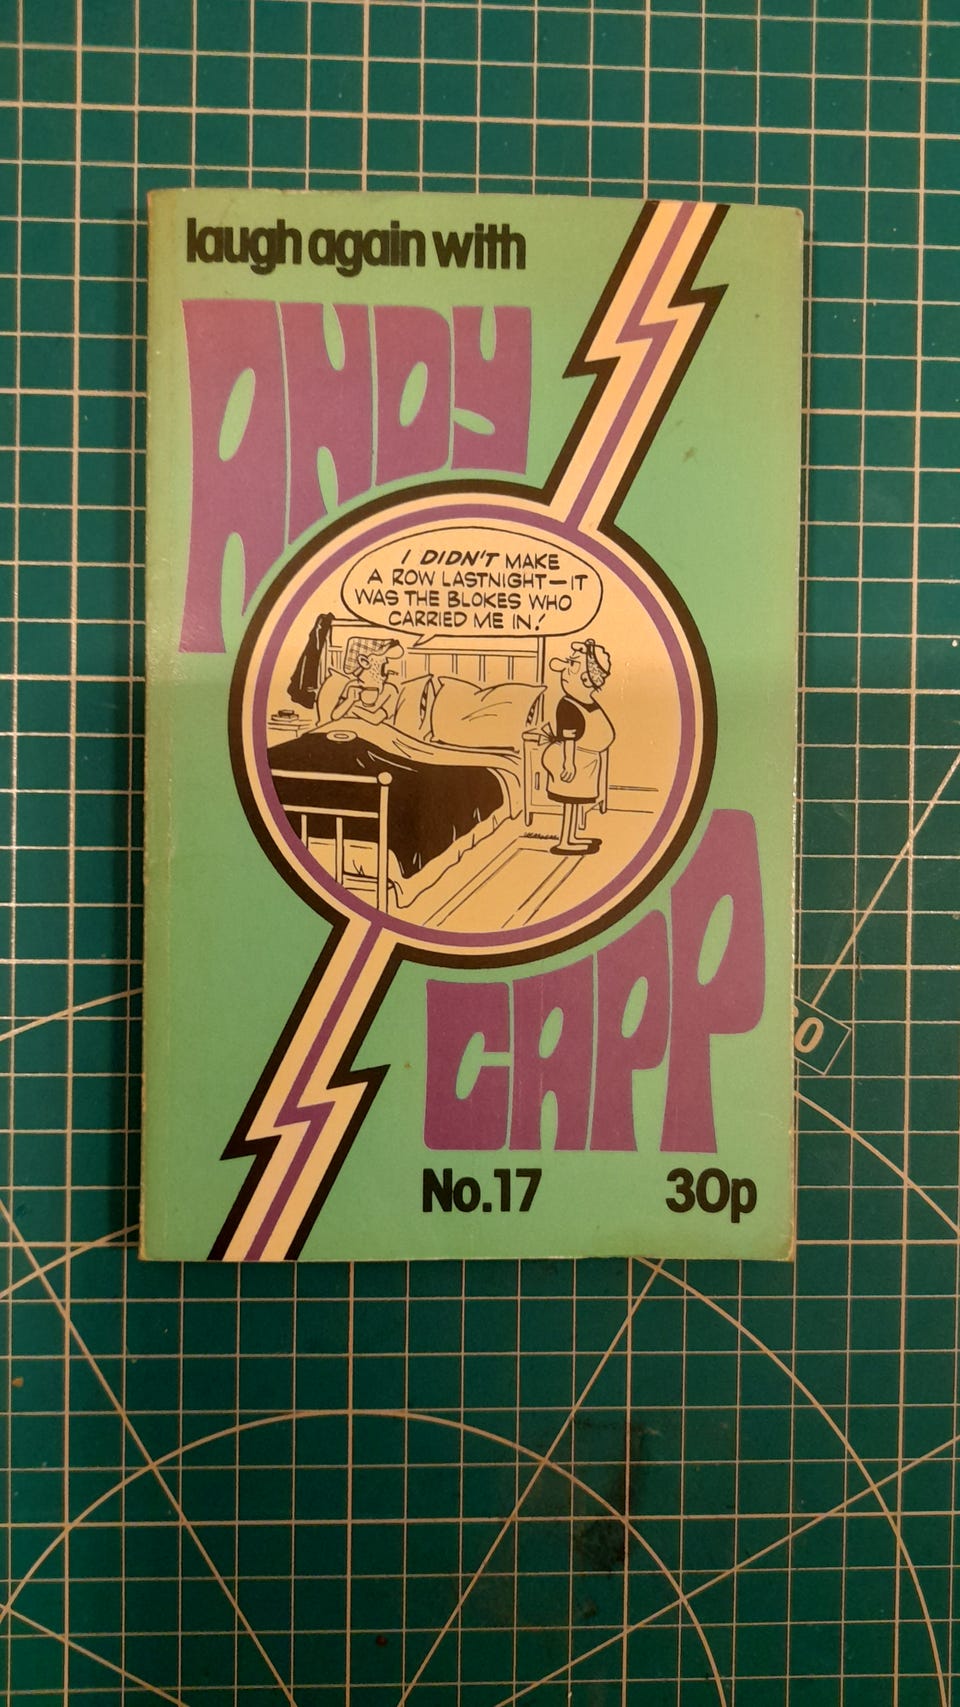 laugh again with
ANDY
I DIDN'T MAKE
A ROW LASTNIGHT—IT
WAS THE BLOKES WHO
CARRIED ME IN!
CAPP
No.17 30p